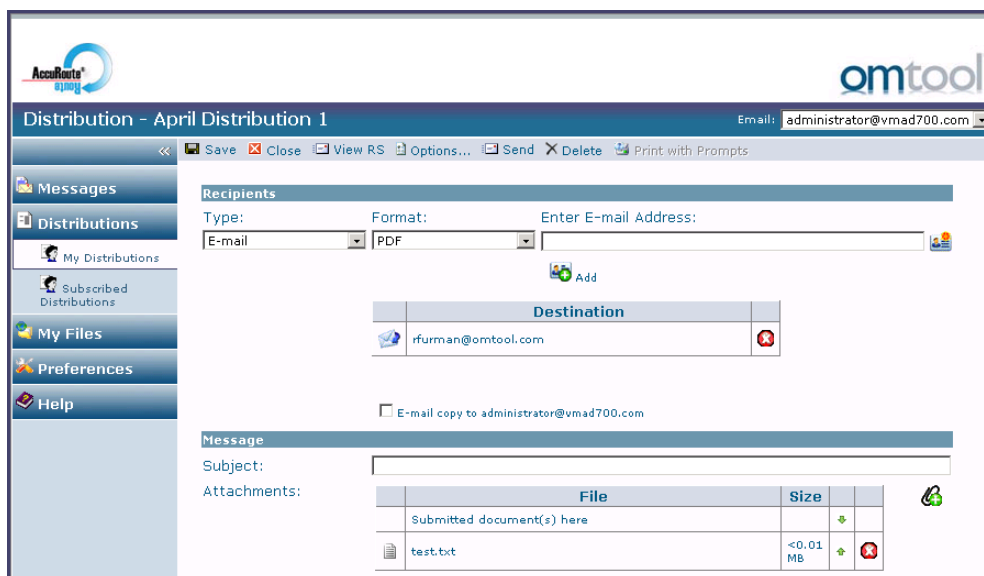 AccuRoute®
omtool
Distribution - April Distribution 1
Email: administrator@vmad700.com
« Save Close View RS Options... Send Delete Print with Prompts
Messages
Distributions
My Distributions
Subscribed
Distributions
My Files
Preferences
Help
Recipients
Type: Format: Enter E-mail Address:
E-mail PDF
Add
Destination
rfurman@omtool.com
E-mail copy to administrator@vmad700.com
Message
Subject:
Attachments:
File Size
Submitted document(s) here
test.txt <0.01
MB